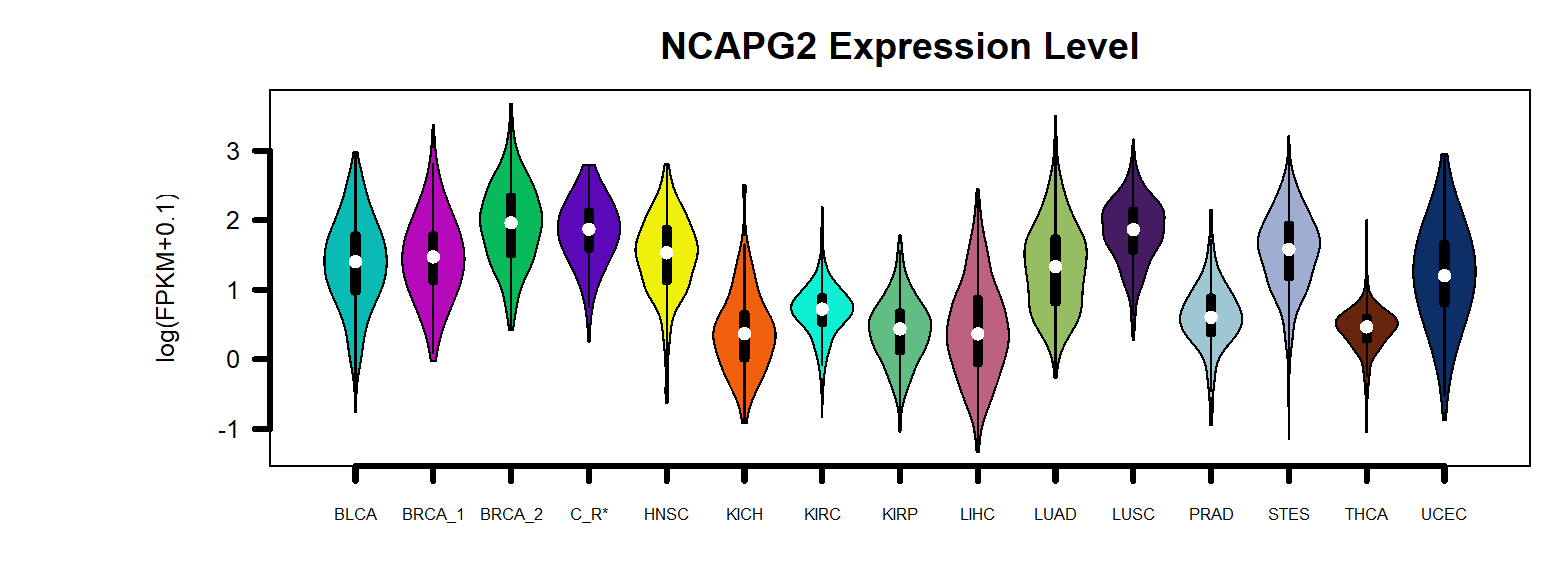 NCAPG2 Expression Level
log(FPKM+0.1)
3
2
1
0
-1
BLCA BRCA_1 BRCA_2 C_R* HNSC KICH KIRC KIRP LIHC LUAD LUSC PRAD STES THCA UCEC